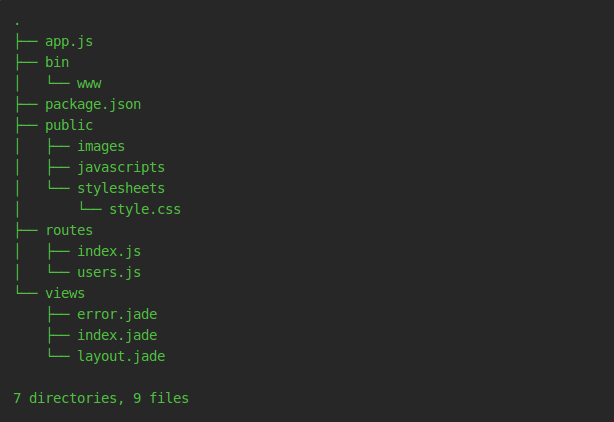 .
├── app.js
├── bin
│   └── www
├── package.json
├── public
│   ├── images
│   ├── javascripts
│   └── stylesheets
│       └── style.css
├── routes
│   ├── index.js
│   └── users.js
└── views
    ├── error.jade
    ├── index.jade
    └── layout.jade

7 directories, 9 files